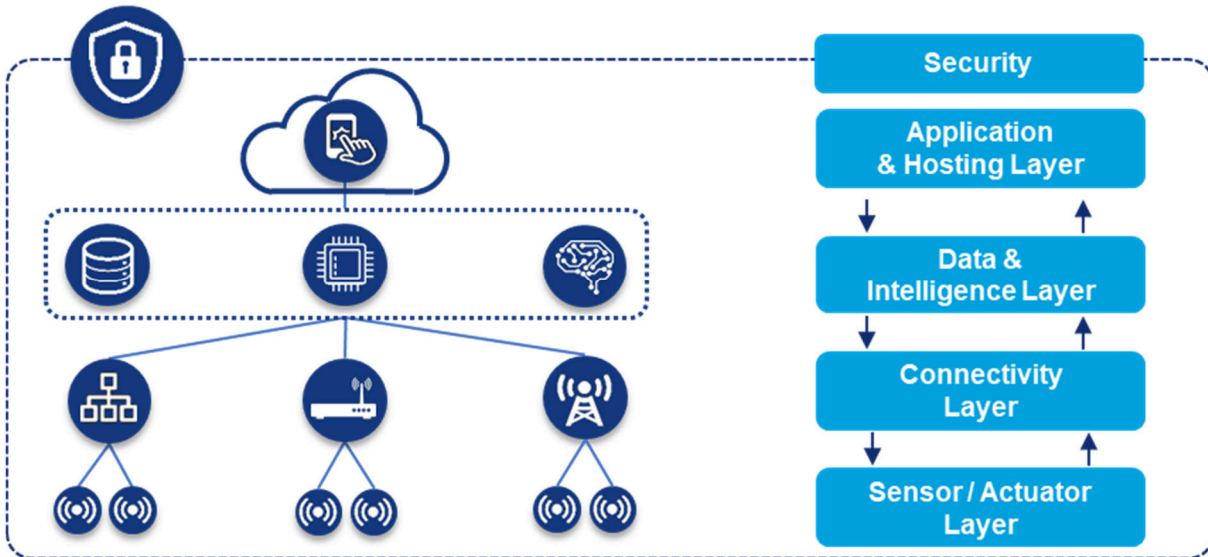 Security
Application
& Hosting Layer
Data &
Intelligence Layer
Connectivity
Layer
Sensor / Actuator
Layer